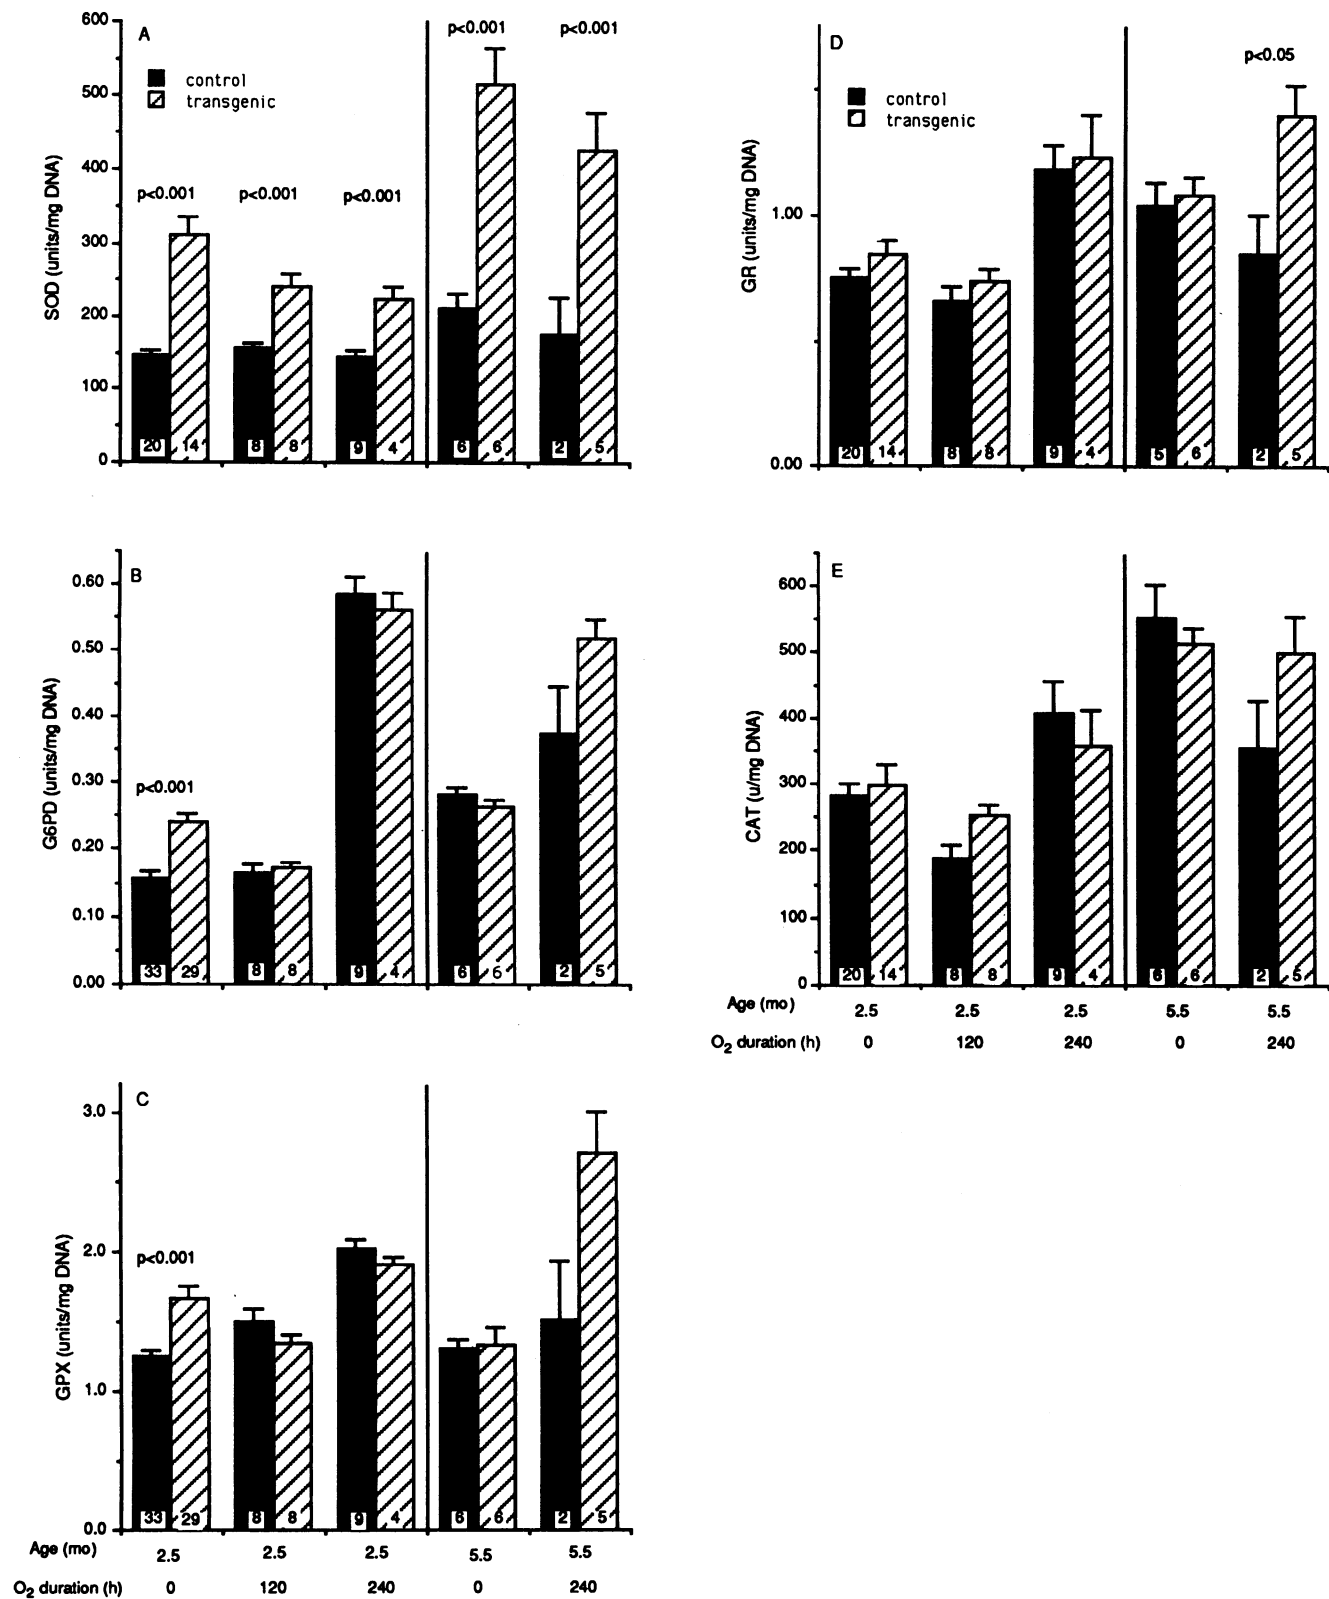 A
control
transgenic
SOD (units/mg DNA)
600
500
400
300
200
100
0
p<0.001
p<0.001
p<0.001
p<0.001
p<0.001
20 14 8 8 9 4 6 6 2 5
B
G6PD (units/mg DNA)
0.60
0.50
0.40
0.30
0.20
0.10
0.00
p<0.001
33 29 8 8 9 4 6 6 2 5
C
GPX (units/mg DNA)
3.0
2.0
1.0
0.0
p<0.001
33 29 8 8 9 4 6 6 2 5
Age (mo) 2.5 2.5 2.5 5.5 5.5
O2 duration (h) 0 120 240 0 240
D
control
transgenic
GR (units/mg DNA)
1.00
0.00
p<0.05
20 14 8 8 9 4 5 6 2 5
E
CAT (u/mg DNA)
600
500
400
300
200
100
0
20 14 8 8 9 4 6 6 2 5
Age (mo) 2.5 2.5 2.5 5.5 5.5
O2 duration (h) 0 120 240 0 240